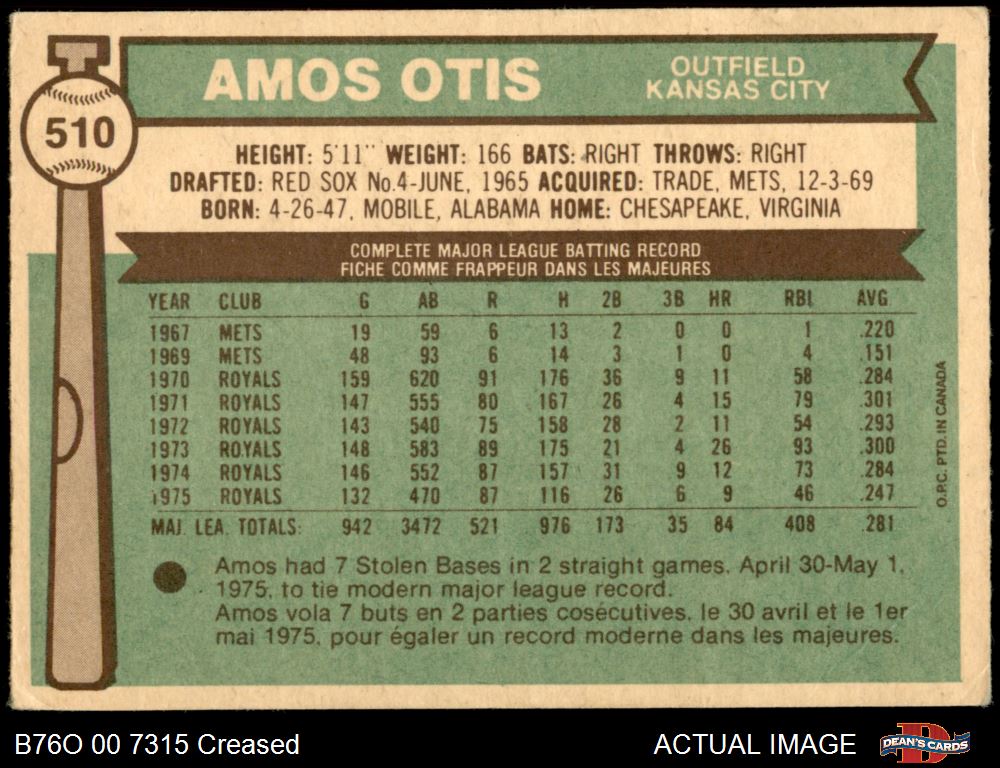 510
AMOS OTIS
OUTFIELD
KANSAS CITY
HEIGHT: 5'11" WEIGHT: 166 BATS: RIGHT THROWS: RIGHT
DRAFTED: RED SOX No.4-JUNE, 1965 ACQUIRED: TRADE, METS, 12-3-69
BORN: 4-26-47, MOBILE, ALABAMA HOME: CHESAPEAKE, VIRGINIA
COMPLETE MAJOR LEAGUE BATTING RECORD
FICHE COMME FRAPPEUR DANS LES MAJEURES
YEAR CLUB G AB R H 2B 3B HR RBI AVG
1967 METS 19 59 6 13 2 0 0 1 .220
1969 METS 48 93 6 14 3 1 0 4 .151
1970 ROYALS 159 620 91 176 36 9 11 58 .284
1971 ROYALS 147 555 80 167 26 4 15 79 .301
1972 ROYALS 143 540 75 158 28 2 11 54 .293
1973 ROYALS 148 583 89 175 21 4 26 93 .300
1974 ROYALS 146 552 87 157 31 9 12 73 .284
1975 ROYALS 132 470 87 116 26 6 9 46 .247
MAJ. LEA. TOTALS: 942 3472 521 976 173 35 84 408 .281
Amos had 7 Stolen Bases in 2 straight games, April 30-May 1,
1975, to tie modern major league record.
Amos vola 7 buts en 2 parties cosécutives, le 30 avril et le 1er
mai 1975, pour égaler un record moderne dans les majeures.
O.P.C. PTD. IN CANADA
B76O 00 7315 Creased
ACTUAL IMAGE
DEAN'S CARDS